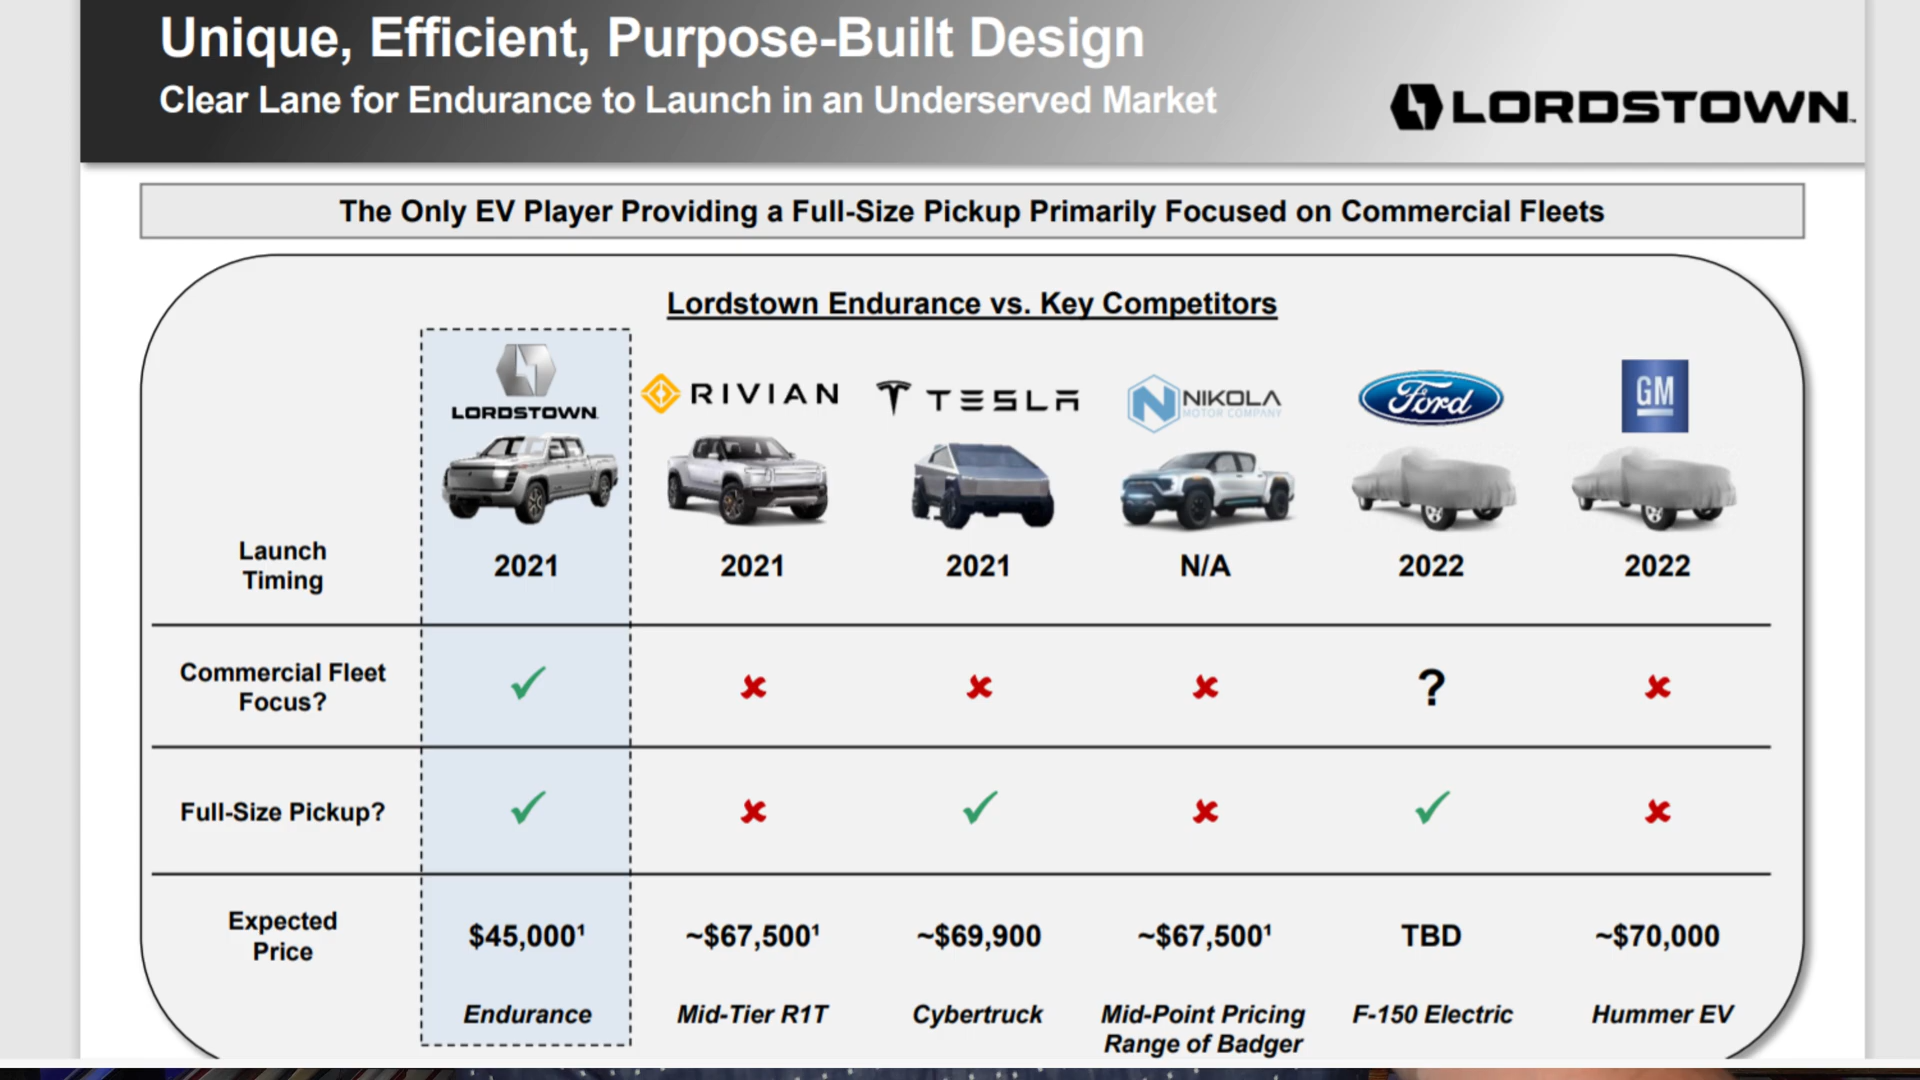 Unique, Efficient, Purpose-Built Design
Clear Lane for Endurance to Launch in an Underserved Market
LORDSTOWN™
The Only EV Player Providing a Full-Size Pickup Primarily Focused on Commercial Fleets
Lordstown Endurance vs. Key Competitors
LORDSTOWN
RIVIAN
TESLA
NIKOLA
MOTOR COMPANY
Ford
GM
Launch
Timing
2021
2021
2021
N/A
2022
2022
Commercial Fleet
Focus?
✓
✘
✘
✘
?
✘
Full-Size Pickup?
✓
✘
✓
✘
✓
✘
Expected
Price
$45,000¹
~$67,500¹
~$69,900
~$67,500¹
TBD
~$70,000
Endurance
Mid-Tier R1T
Cybertruck
Mid-Point Pricing
Range of Badger
F-150 Electric
Hummer EV